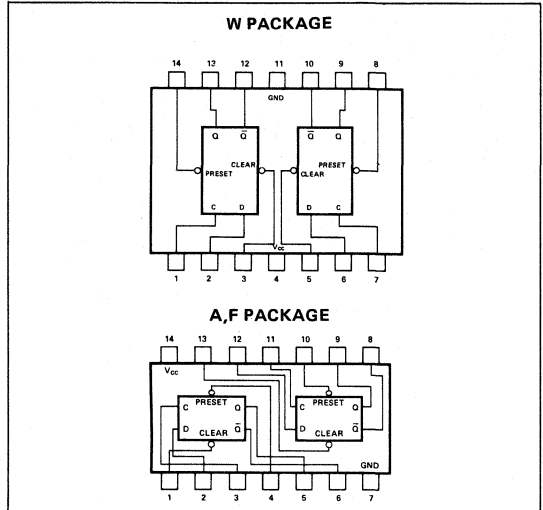 W PACKAGE
14 13 12 11 10 9 8
GND
Q Q̅ Q̅ Q
CLEAR PRESET
PRESET CLEAR
C D D C
Vcc
1 2 3 4 5 6 7
A,F PACKAGE
14 13 12 11 10 9 8
Vcc
PRESET PRESET
C Q C Q
D Q̅ D Q̅
CLEAR CLEAR
GND
1 2 3 4 5 6 7